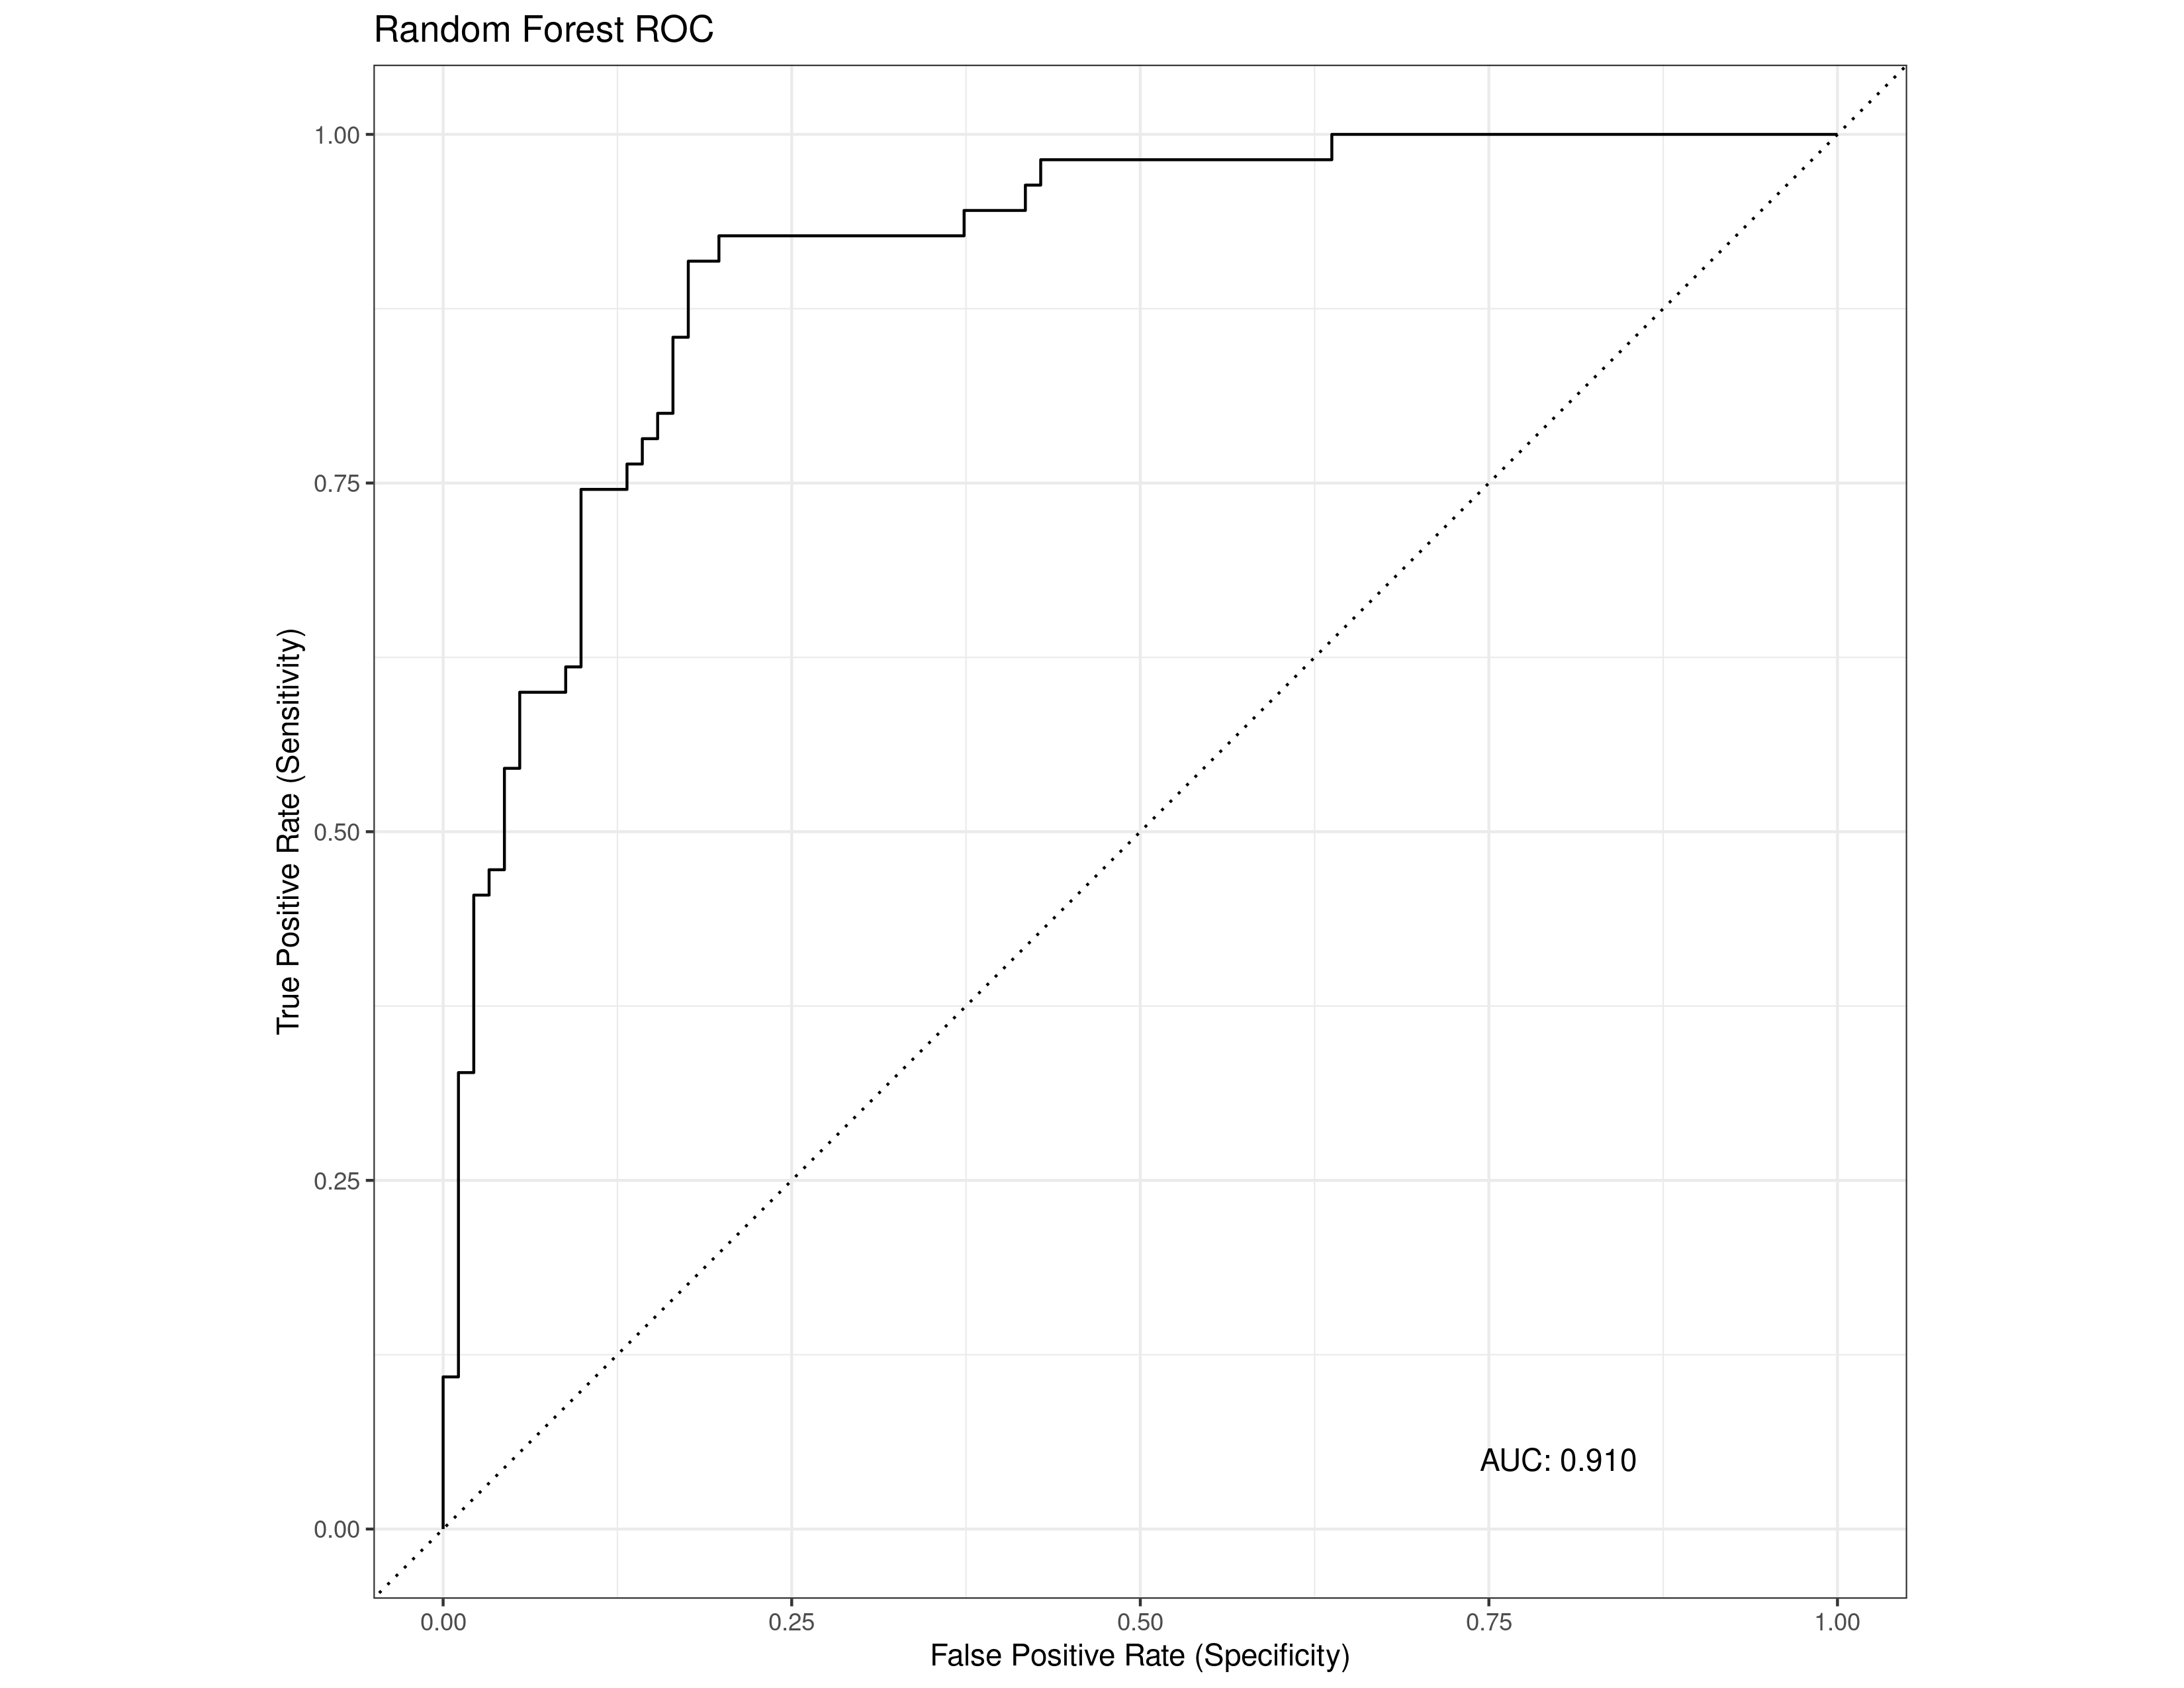 Random Forest ROC
1.00
0.75
0.50
0.25
0.00
True Positive Rate (Sensitivity)
AUC: 0.910
0.00 0.25 0.50 0.75 1.00
False Positive Rate (Specificity)